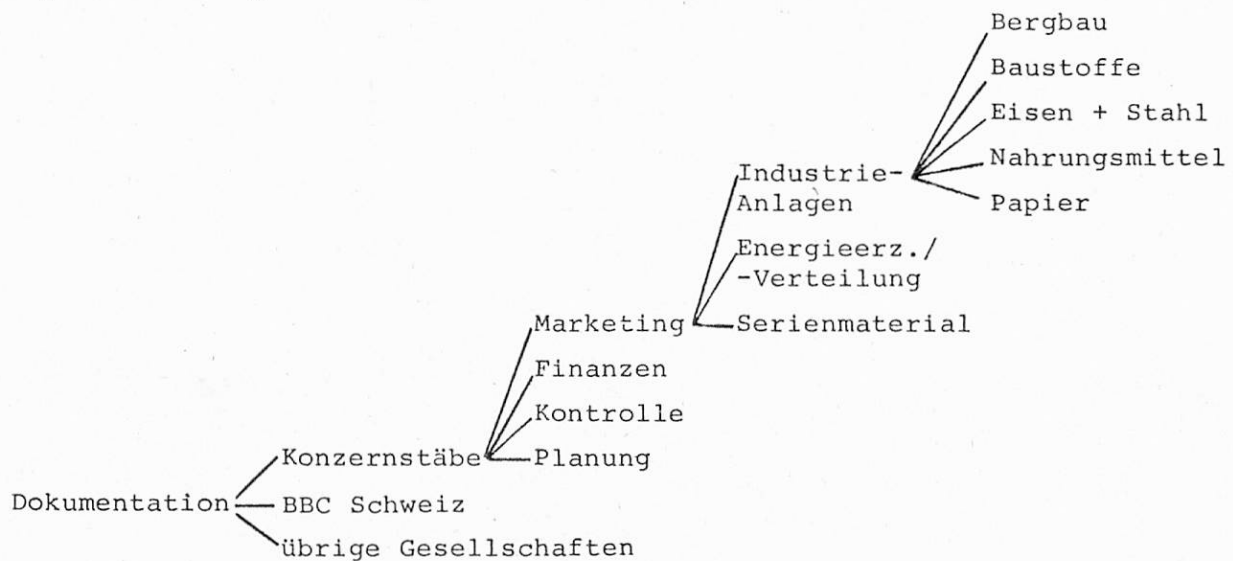 Bergbau
Baustoffe
Eisen + Stahl
Nahrungsmittel
Industrie-
Anlagen
Papier
Energieerz./
-Verteilung
Marketing
Serienmaterial
Finanzen
Kontrolle
Konzernstäbe
Planung
Dokumentation
BBC Schweiz
übrige Gesellschaften